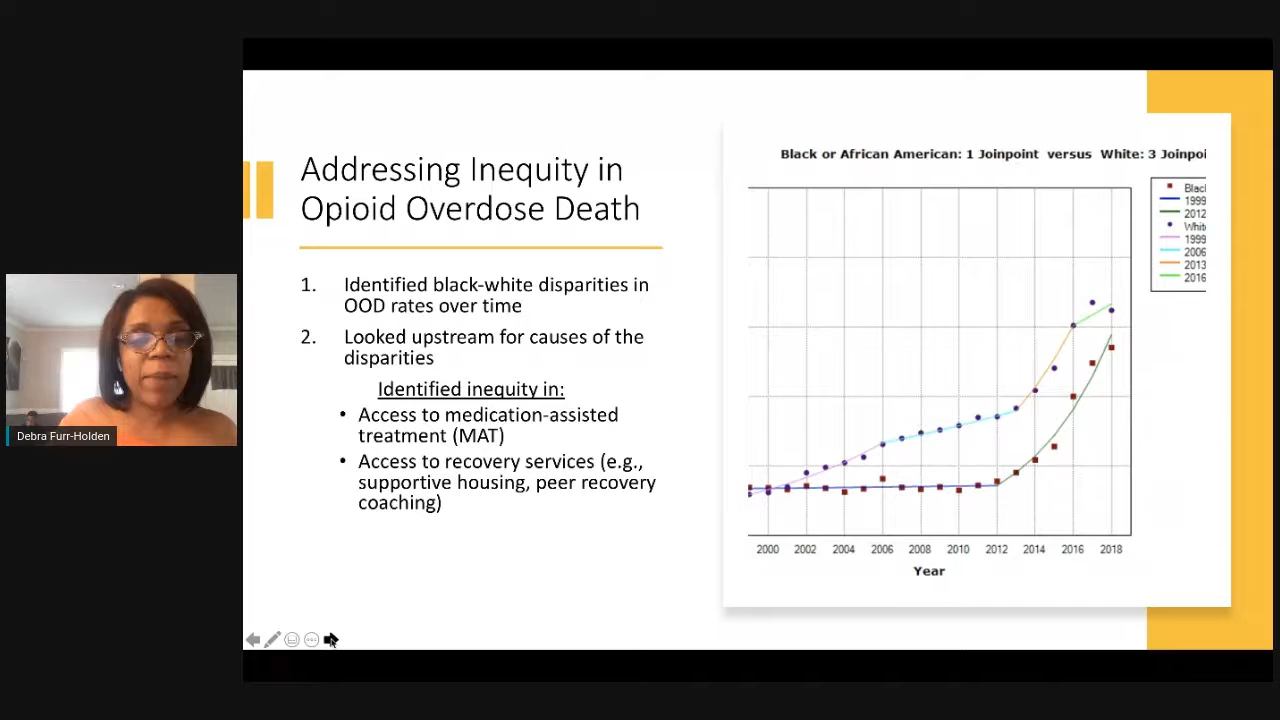 Addressing Inequity in
Opioid Overdose Death
1. Identified black-white disparities in
OOD rates over time
2. Looked upstream for causes of the
disparities
Identified inequity in:
• Access to medication-assisted
treatment (MAT)
• Access to recovery services (e.g.,
supportive housing, peer recovery
coaching)
Black or African American: 1 Joinpoint versus White: 3 Joinpoi
Blac
1999
2012
Whit
1999
2006
2013
2016
2000 2002 2004 2006 2008 2010 2012 2014 2016 2018
Year
Debra Furr-Holden